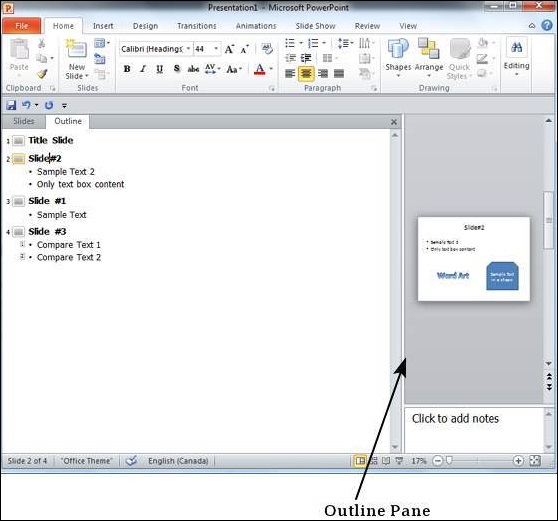 Presentation1 - Microsoft PowerPoint
File Home Insert Design Transitions Animations Slide Show Review View
Calibri (Headings) 44
Paste New Slide B I U S abc AV Aa A Shapes Arrange Quick Styles Editing
Clipboard Slides Font Paragraph Drawing
Slides Outline
1 Title Slide
2 Slide#2
• Sample Text 2
• Only text box content
3 Slide #1
• Sample Text
4 Slide #3
1 • Compare Text 1
2 • Compare Text 2
Slide#2
• Sample Text 2
• Only text box content
Word Art
Sample Text in a shape
Click to add notes
Slide 2 of 4 "Office Theme" English (Canada) 17%
Outline Pane